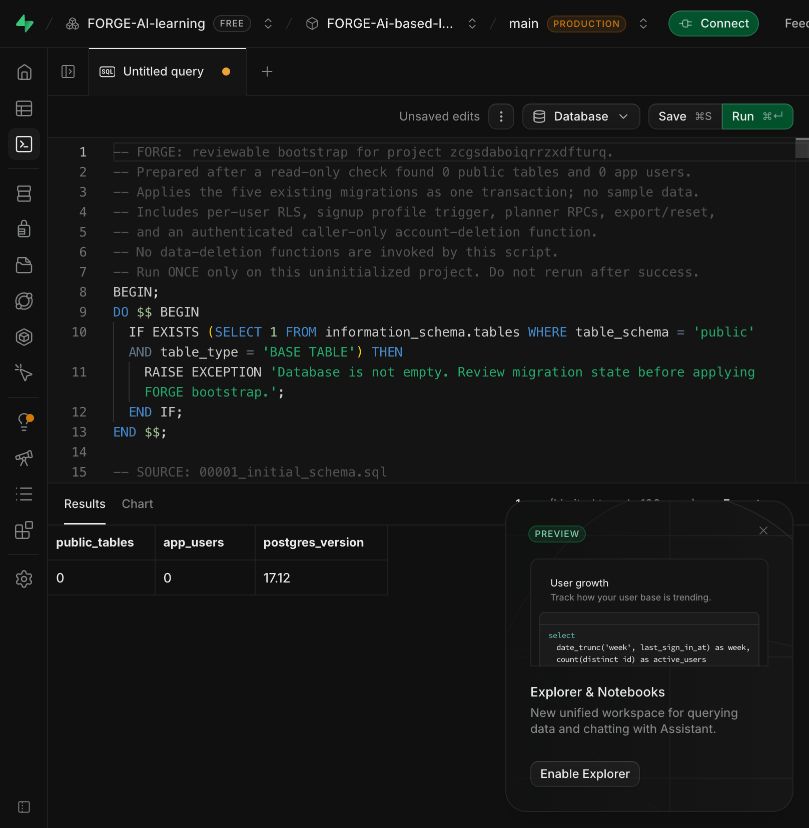 FORGE-AI-learning FREE / FORGE-Ai-based-l... / main PRODUCTION Connect Feed
SQL Untitled query
Unsaved edits Database Save ⌘S Run ⌘↵
1 -- FORGE: reviewable bootstrap for project zcgsdaboiqrrzxdfturq.
2 -- Prepared after a read-only check found 0 public tables and 0 app users.
3 -- Applies the five existing migrations as one transaction; no sample data.
4 -- Includes per-user RLS, signup profile trigger, planner RPCs, export/reset,
5 -- and an authenticated caller-only account-deletion function.
6 -- No data-deletion functions are invoked by this script.
7 -- Run ONCE only on this uninitialized project. Do not rerun after success.
8 BEGIN;
9 DO $$ BEGIN
10 IF EXISTS (SELECT 1 FROM information_schema.tables WHERE table_schema = 'public'
AND table_type = 'BASE TABLE') THEN
11 RAISE EXCEPTION 'Database is not empty. Review migration state before applying
FORGE bootstrap.';
12 END IF;
13 END $$;
14
15 -- SOURCE: 00001_initial_schema.sql
Results Chart
public_tables app_users postgres_version
0 0 17.12
PREVIEW
User growth
Track how your user base is trending.
select
date_trunc('week', last_sign_in_at) as week,
count(distinct id) as active_users
Explorer & Notebooks
New unified workspace for querying
data and chatting with Assistant.
Enable Explorer